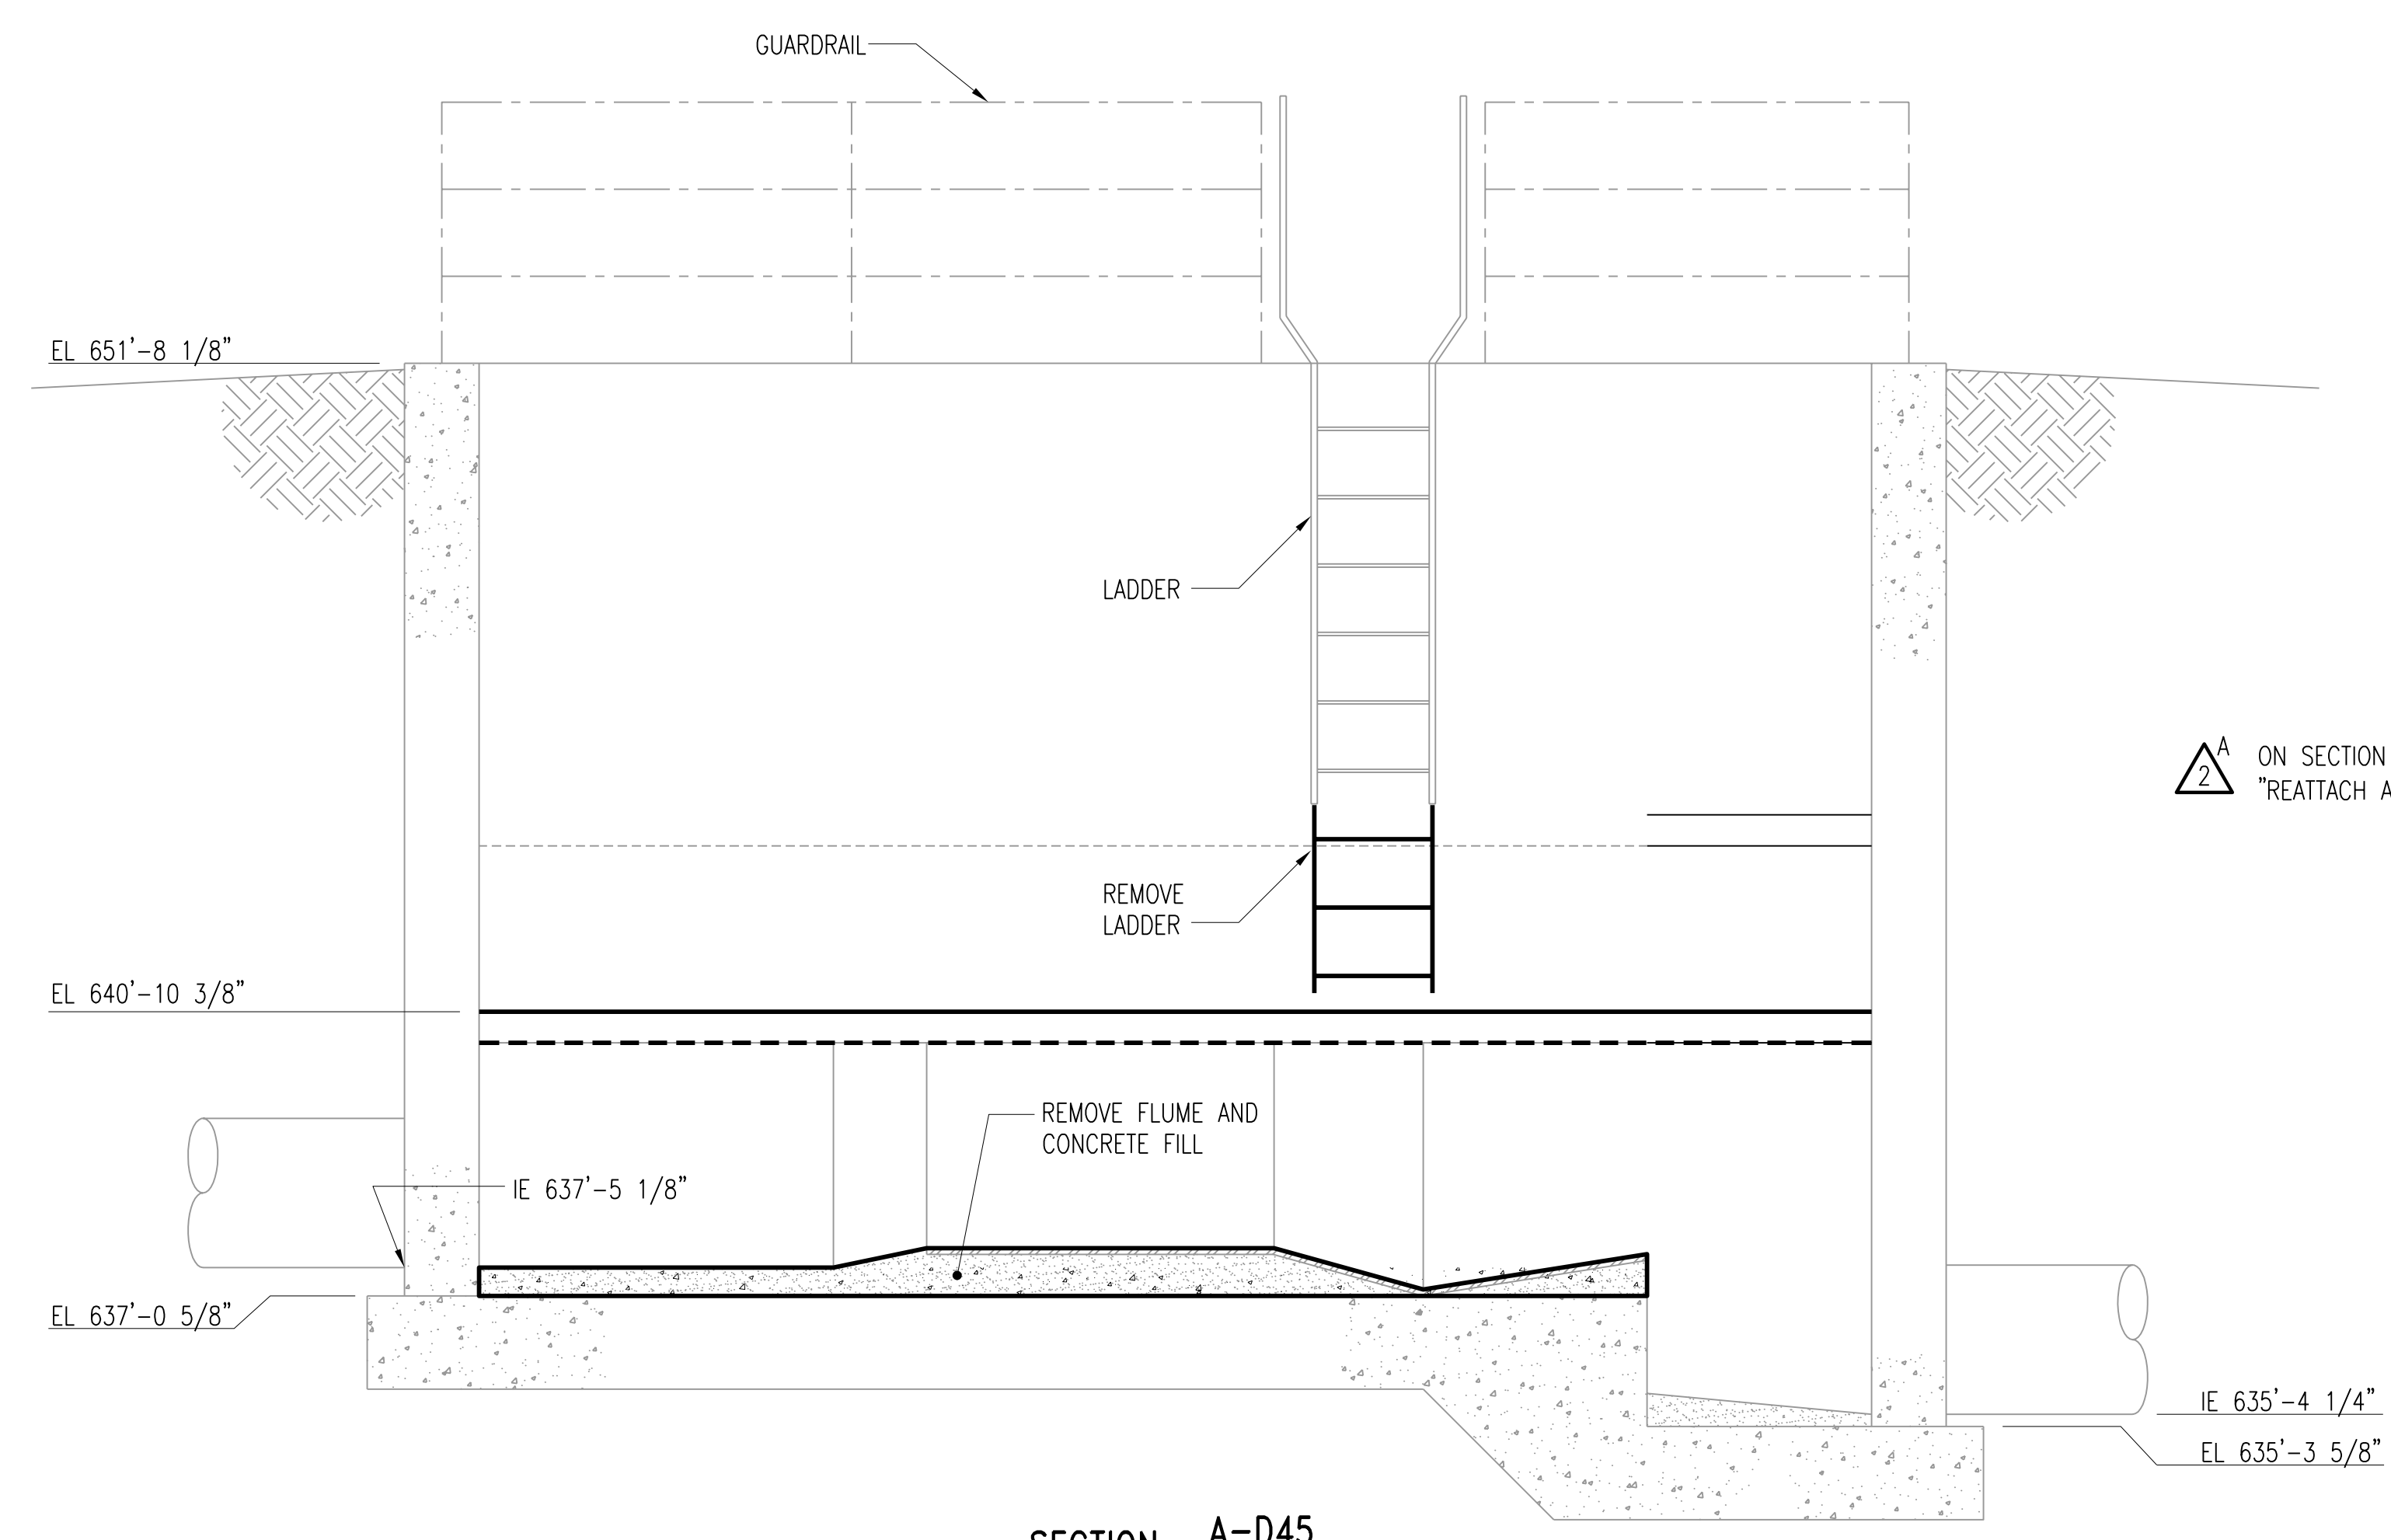 GUARDRAIL
EL 651'-8 1/8"
LADDER
A
2
ON SECTION
"REATTACH A
REMOVE
LADDER
EL 640'-10 3/8"
REMOVE FLUME AND
CONCRETE FILL
IE 637'-5 1/8"
EL 637'-0 5/8"
IE 635'-4 1/4"
EL 635'-3 5/8"
SECTION A-D45